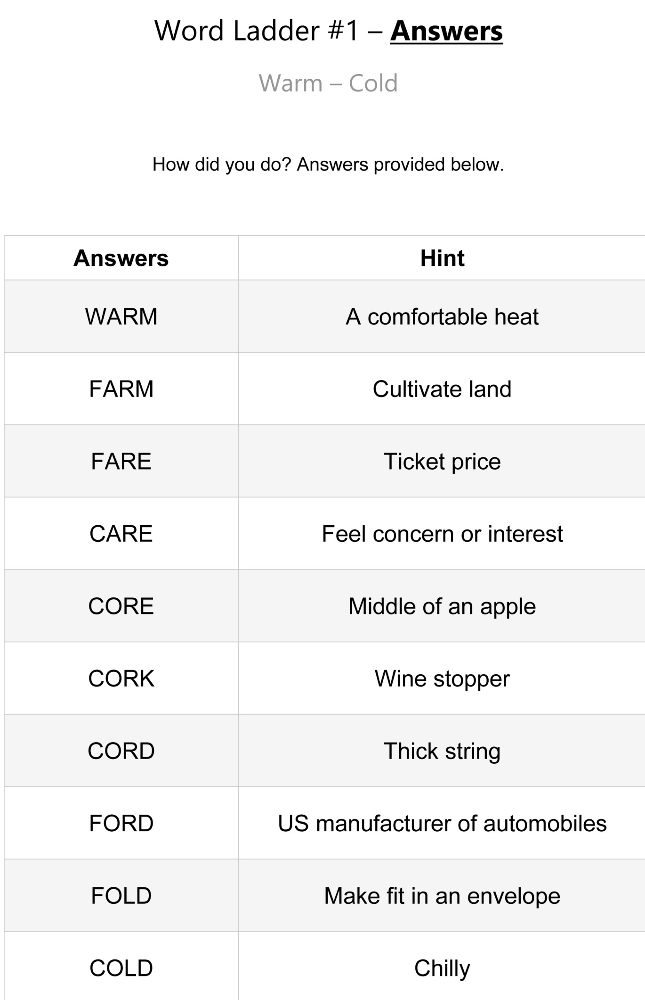 Word Ladder #1 – Answers
Warm – Cold
How did you do? Answers provided below.
Answers Hint
WARM A comfortable heat
FARM Cultivate land
FARE Ticket price
CARE Feel concern or interest
CORE Middle of an apple
CORK Wine stopper
CORD Thick string
FORD US manufacturer of automobiles
FOLD Make fit in an envelope
COLD Chilly